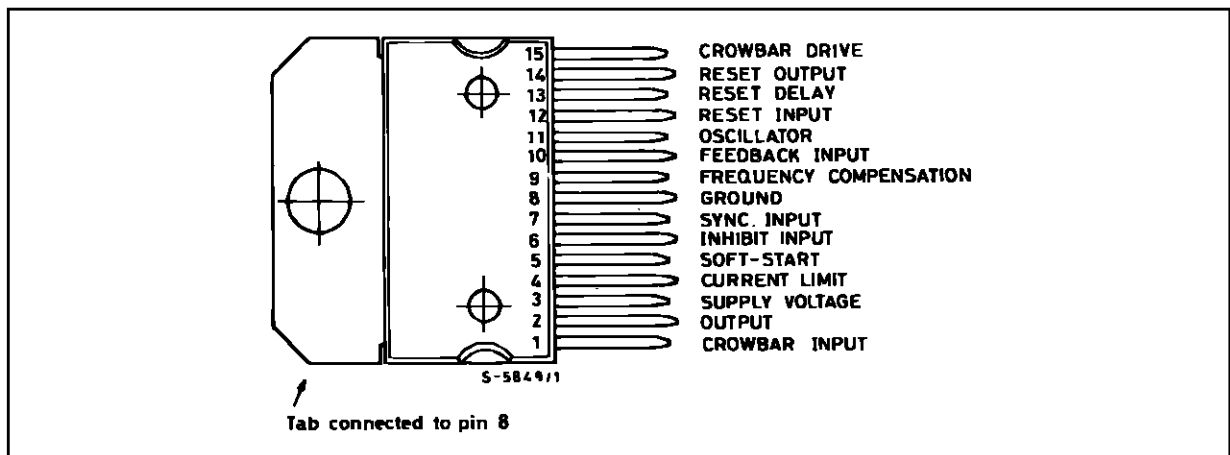 15 CROWBAR DRIVE
14 RESET OUTPUT
13 RESET DELAY
12 RESET INPUT
11 OSCILLATOR
10 FEEDBACK INPUT
9 FREQUENCY COMPENSATION
8 GROUND
7 SYNC. INPUT
6 INHIBIT INPUT
5 SOFT-START
4 CURRENT LIMIT
3 SUPPLY VOLTAGE
2 OUTPUT
1 CROWBAR INPUT
S-5849/1
Tab connected to pin 8